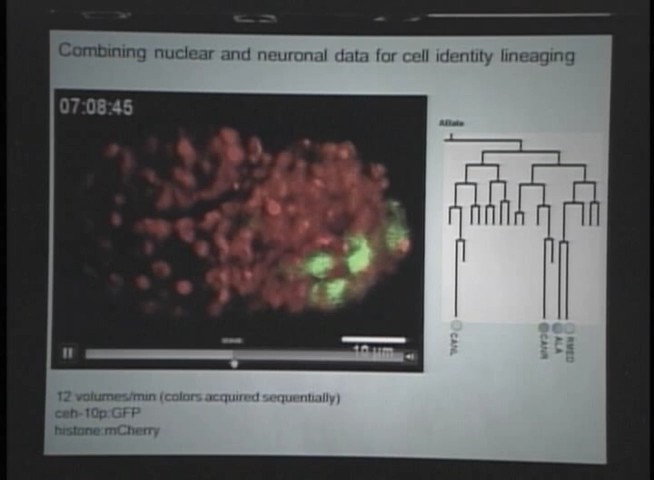 Combining nuclear and neuronal data for cell identity lineaging
07:08:45
10 um
CANL
CANR
ALA
RMED
12 volumes/min (colors acquired sequentially)
ceh-10p:GFP
histone:mCherry